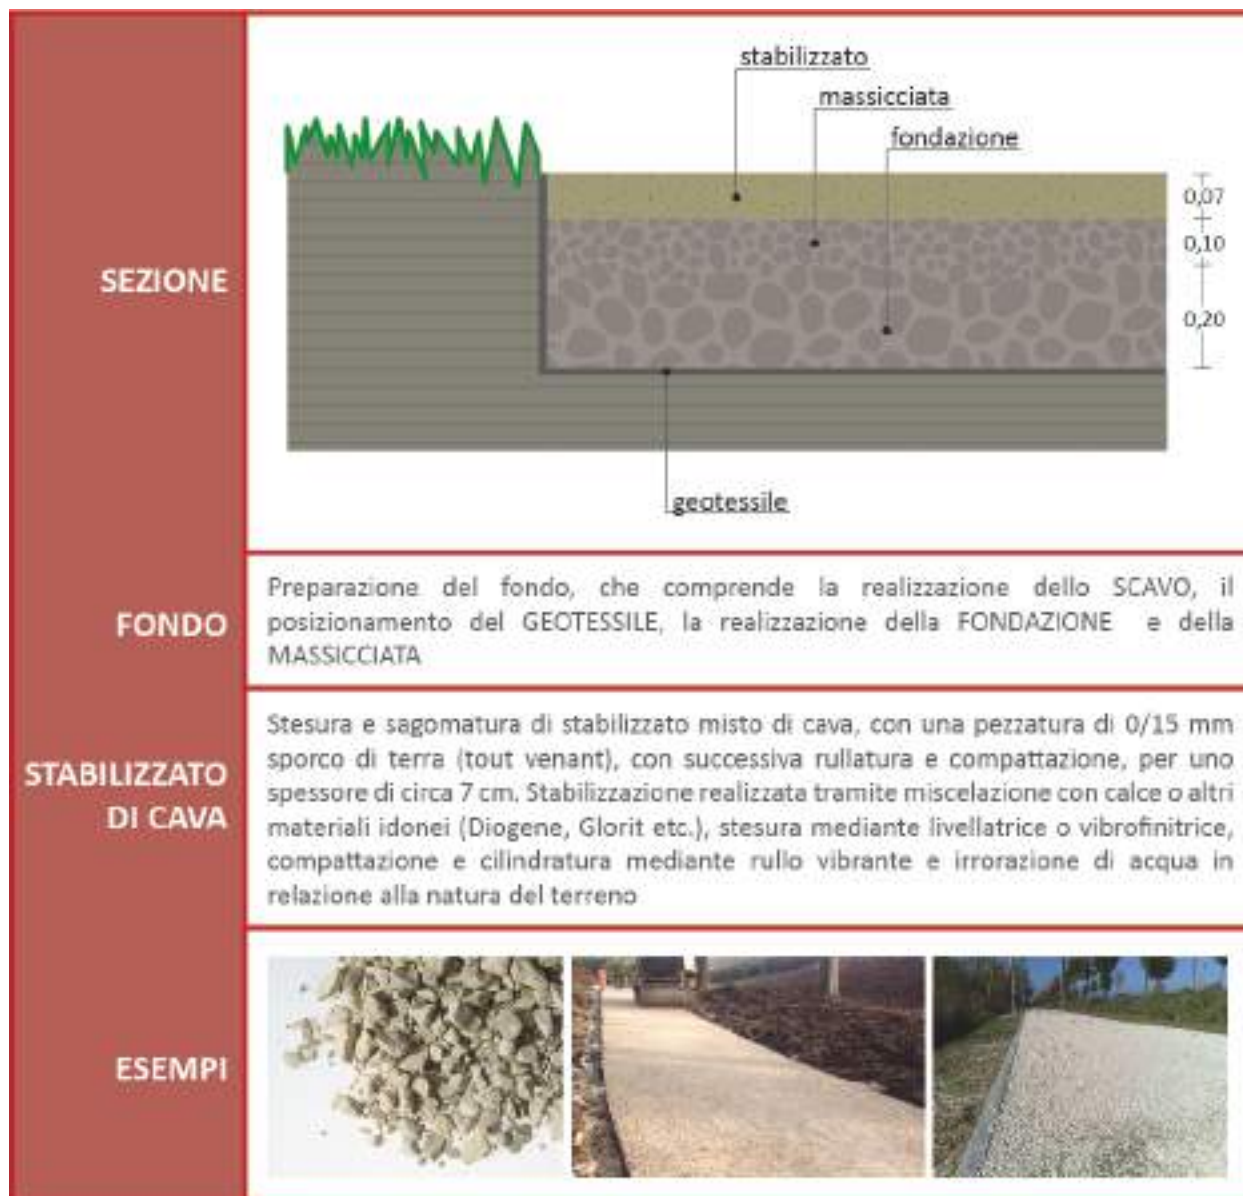 stabilizzato
massicciata
fondazione
0,07
0,10
0,20
SEZIONE
geotessile
FONDO
Preparazione del fondo, che comprende la realizzazione dello SCAVO, il
posizionamento del GEOTESSILE, la realizzazione della FONDAZIONE e della
MASSICCIATA
STABILIZZATO
DI CAVA
Stesura e sagomatura di stabilizzato misto di cava, con una pezzatura di 0/15 mm
sporco di terra (tout venant), con successiva rullatura e compattazione, per uno
spessore di circa 7 cm. Stabilizzazione realizzata tramite miscelazione con calce o altri
materiali idonei (Diogene, Glorit etc.), stesura mediante livellatrice o vibrofinitrice,
compattazione e cilindratura mediante rullo vibrante e irrorazione di acqua in
relazione alla natura del terreno
ESEMPI